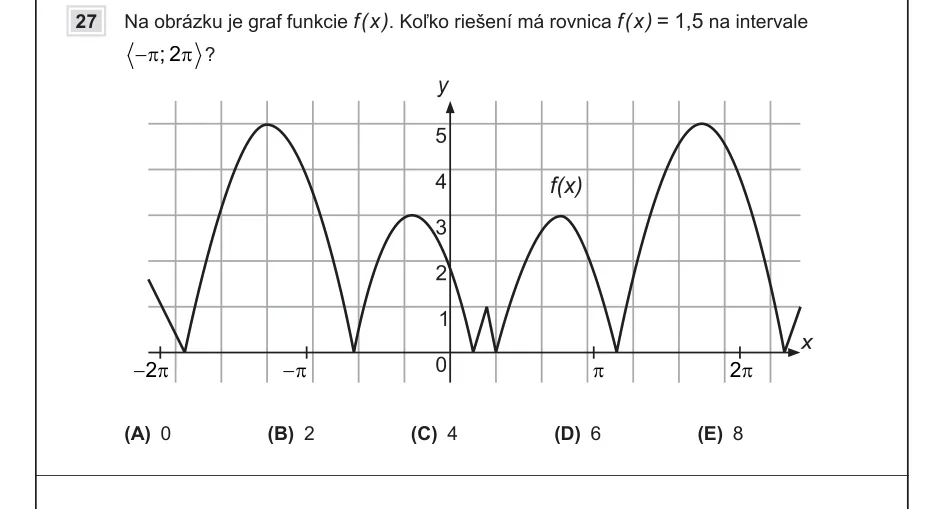 27 Na obrázku je graf funkcie f(x). Koľko riešení má rovnica f(x) = 1,5 na intervale
⟨−π; 2π⟩?
y
5
4
f(x)
3
2
1
0
x
−2π −π π 2π
(A) 0 (B) 2 (C) 4 (D) 6 (E) 8